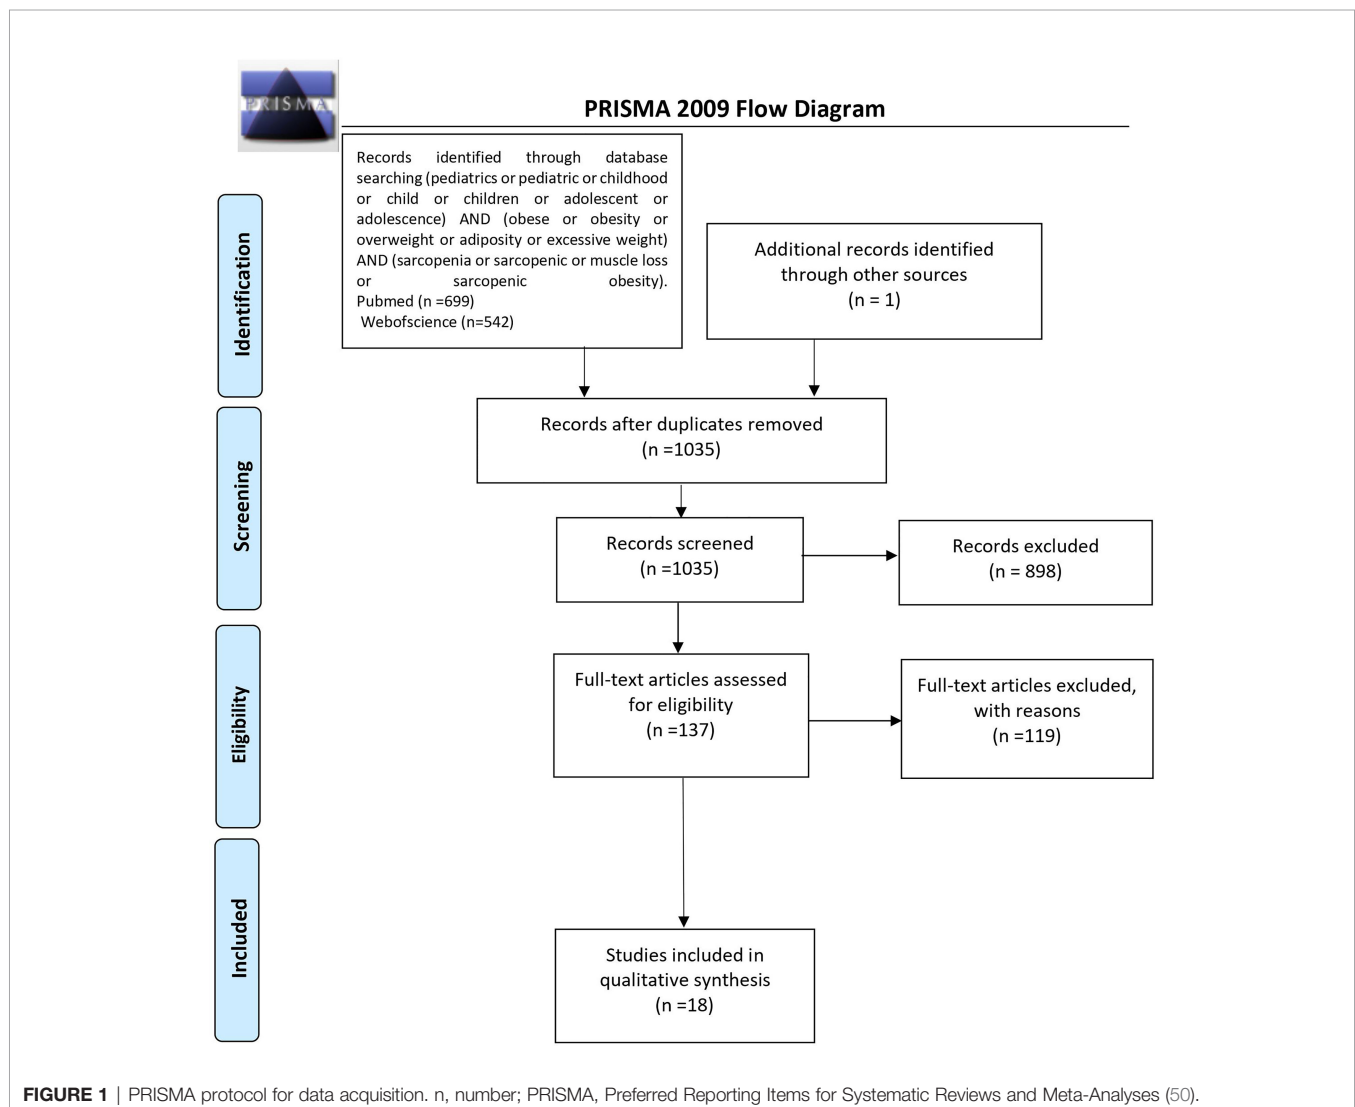 PRISMA
PRISMA 2009 Flow Diagram
Records identified through database
searching (pediatrics or pediatric or childhood
or child or children or adolescent or
adolescence) AND (obese or obesity or
overweight or adiposity or excessive weight)
AND (sarcopenia or sarcopenic or muscle loss
or sarcopenic obesity).
Pubmed (n =699)
Webofscience (n=542)
Additional records identified
through other sources
(n = 1)
Identification
Records after duplicates removed
(n =1035)
Screening
Records screened
(n =1035)
Records excluded
(n = 898)
Eligibility
Full-text articles assessed
for eligibility
(n =137)
Full-text articles excluded,
with reasons
(n =119)
Included
Studies included in
qualitative synthesis
(n =18)
FIGURE 1 | PRISMA protocol for data acquisition. n, number; PRISMA, Preferred Reporting Items for Systematic Reviews and Meta-Analyses (50).